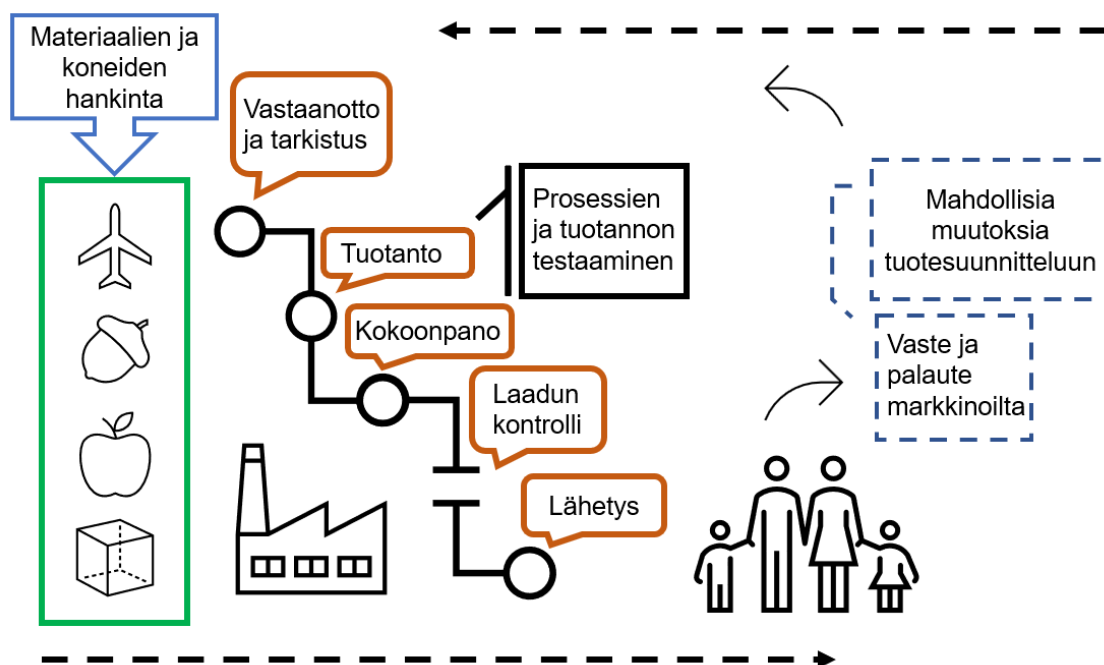 Materiaalien ja
koneiden
hankinta
Vastaanotto
ja tarkistus
Tuotanto
Kokoonpano
Laadun
kontrolli
Lähetys
Prosessien
ja tuotannon
testaaminen
Mahdollisia
muutoksia
tuotesuunnitteluun
Vaste ja
palaute
markkinoilta